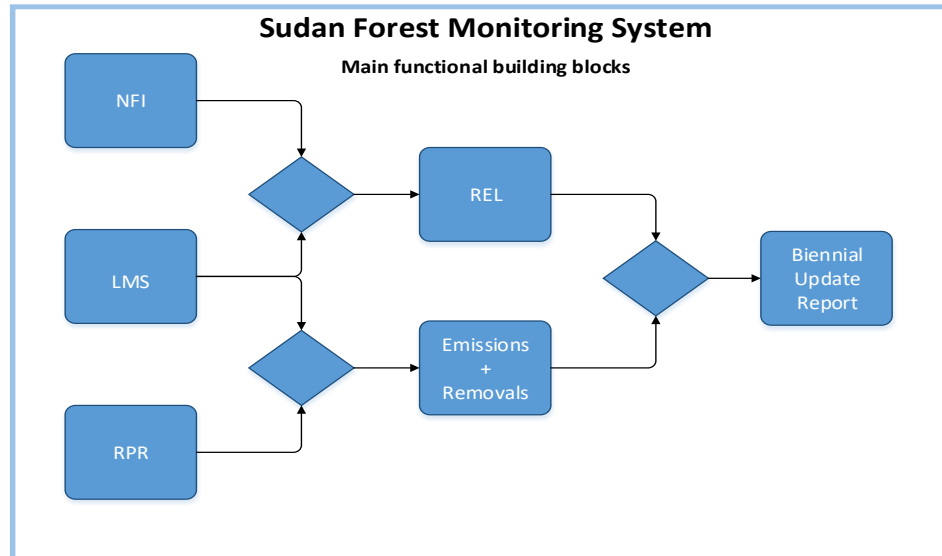 Sudan Forest Monitoring System
Main functional building blocks
NFI
REL
LMS
Biennial
Update
Report
Emissions
+
Removals
RPR